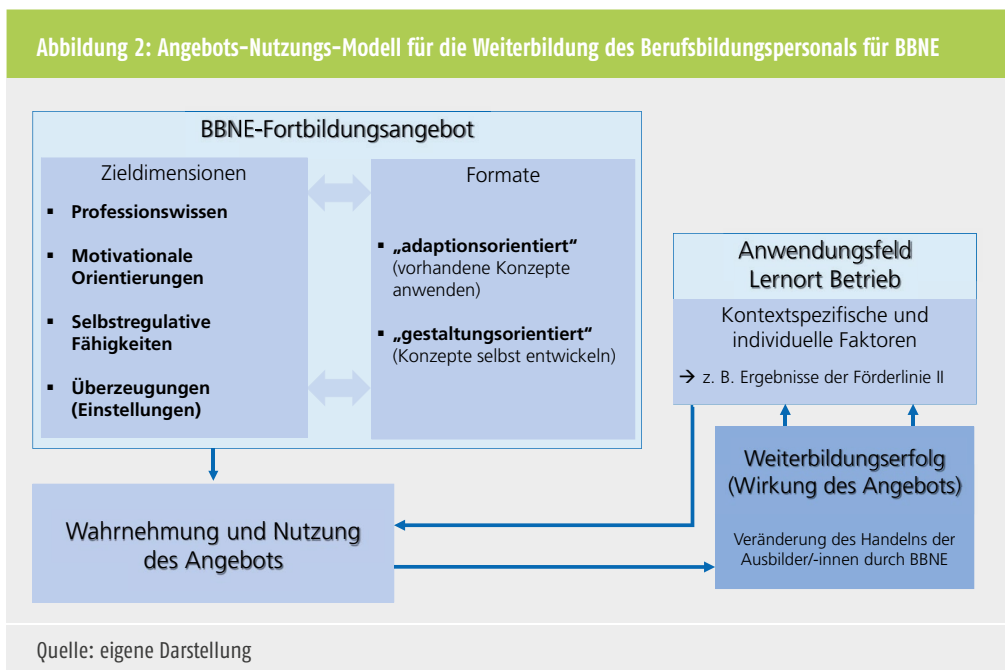 Abbildung 2: Angebots-Nutzungs-Modell für die Weiterbildung des Berufsbildungspersonals für BBNE
BBNE-Fortbildungsangebot
Zieldimensionen
▪ Professionswissen
▪ Motivationale
Orientierungen
▪ Selbstregulative
Fähigkeiten
▪ Überzeugungen
(Einstellungen)
Formate
▪ „adaptionsorientiert“
(vorhandene Konzepte
anwenden)
▪ „gestaltungsorientiert“
(Konzepte selbst entwickeln)
Anwendungsfeld
Lernort Betrieb
Kontextspezifische und
individuelle Faktoren
→ z. B. Ergebnisse der Förderlinie II
Wahrnehmung und Nutzung
des Angebots
Weiterbildungserfolg
(Wirkung des Angebots)
Veränderung des Handelns der
Ausbilder/-innen durch BBNE
Quelle: eigene Darstellung